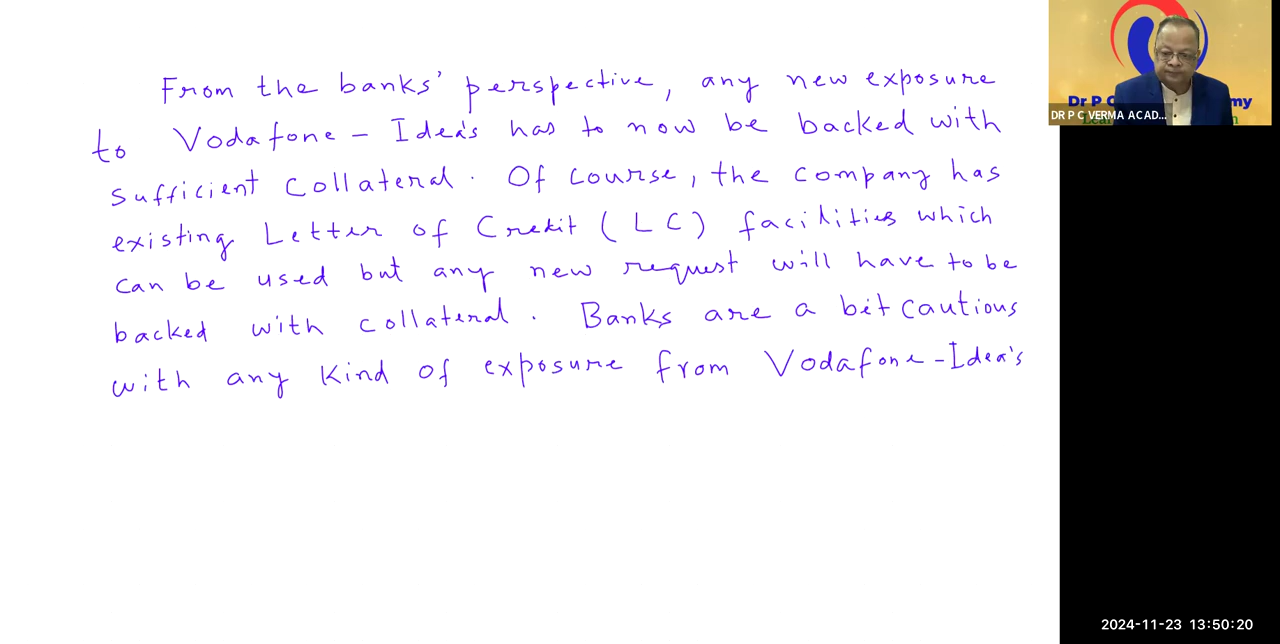 From the banks' perspective, any new exposure
to Vodafone - Idea's has to now be backed with
sufficient collateral. Of course, the company has
existing Letter of Credit (LC) facilities which
can be used but any new request will have to be
backed with collateral. Banks are a bit cautious
with any kind of exposure from Vodafone-Idea's
Dr P C
my
DR P C VERMA ACAD...
2024-11-23 13:50:20